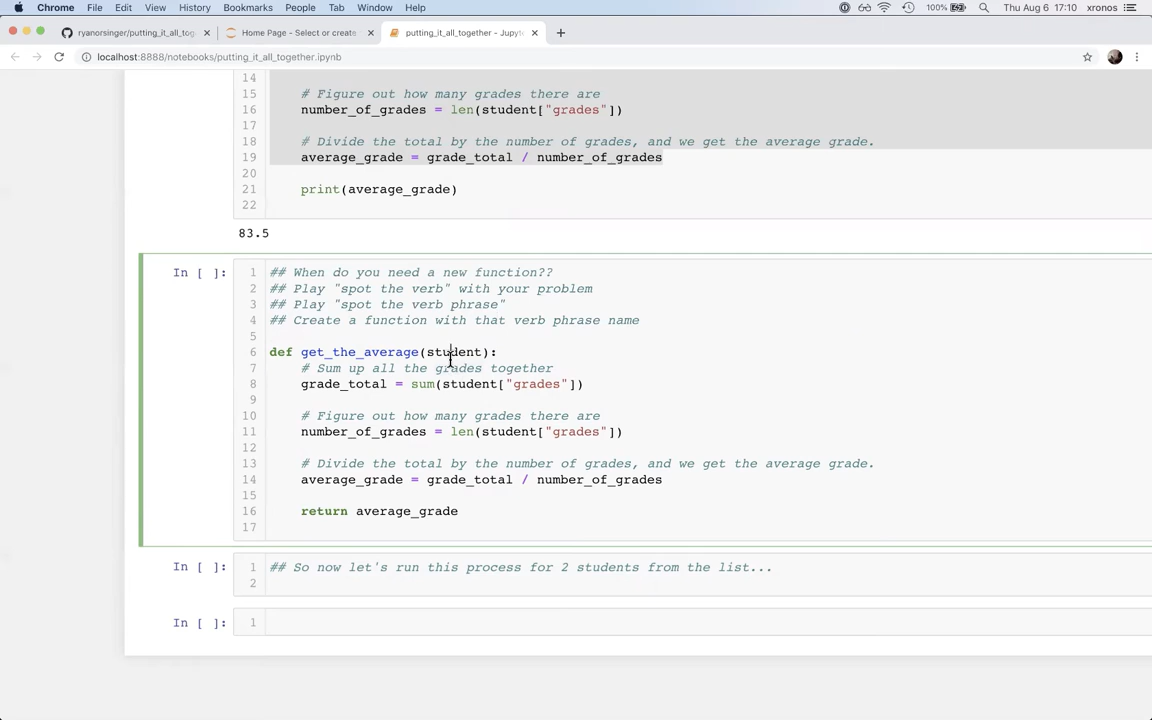 Chrome File Edit View History Bookmarks People Tab Window Help 100% Thu Aug 6 17:10 xronos
ryanorsinger/putting_it_all_tog × Home Page - Select or create × putting_it_all_together - Jupyte × +
localhost:8888/notebooks/putting_it_all_together.ipynb
14
15 # Figure out how many grades there are
16 number_of_grades = len(student["grades"])
17
18 # Divide the total by the number of grades, and we get the average grade.
19 average_grade = grade_total / number_of_grades
20
21 print(average_grade)
22
83.5
In [ ]: 1 ## When do you need a new function??
2 ## Play "spot the verb" with your problem
3 ## Play "spot the verb phrase"
4 ## Create a function with that verb phrase name
5
6 def get_the_average(student):
7 # Sum up all the grades together
8 grade_total = sum(student["grades"])
9
10 # Figure out how many grades there are
11 number_of_grades = len(student["grades"])
12
13 # Divide the total by the number of grades, and we get the average grade.
14 average_grade = grade_total / number_of_grades
15
16 return average_grade
17
In [ ]: 1 ## So now let's run this process for 2 students from the list...
2
In [ ]: 1